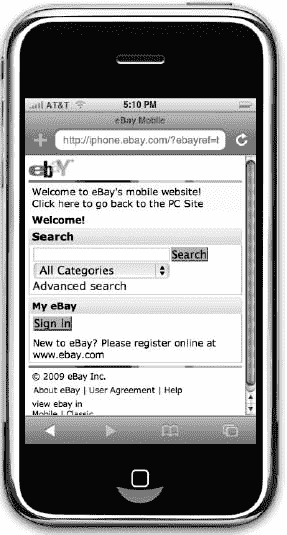 AT&T 5:10 PM
eBay Mobile
http://iphone.ebay.com/?ebayref=t
ebY
Welcome to eBay's mobile website!
Click here to go back to the PC Site
Welcome!
Search
Search
All Categories
Advanced search
My eBay
Sign In
New to eBay? Please register online at
www.ebay.com
© 2009 eBay Inc.
About eBay | User Agreement | Help
view ebay in
Mobile | Classic